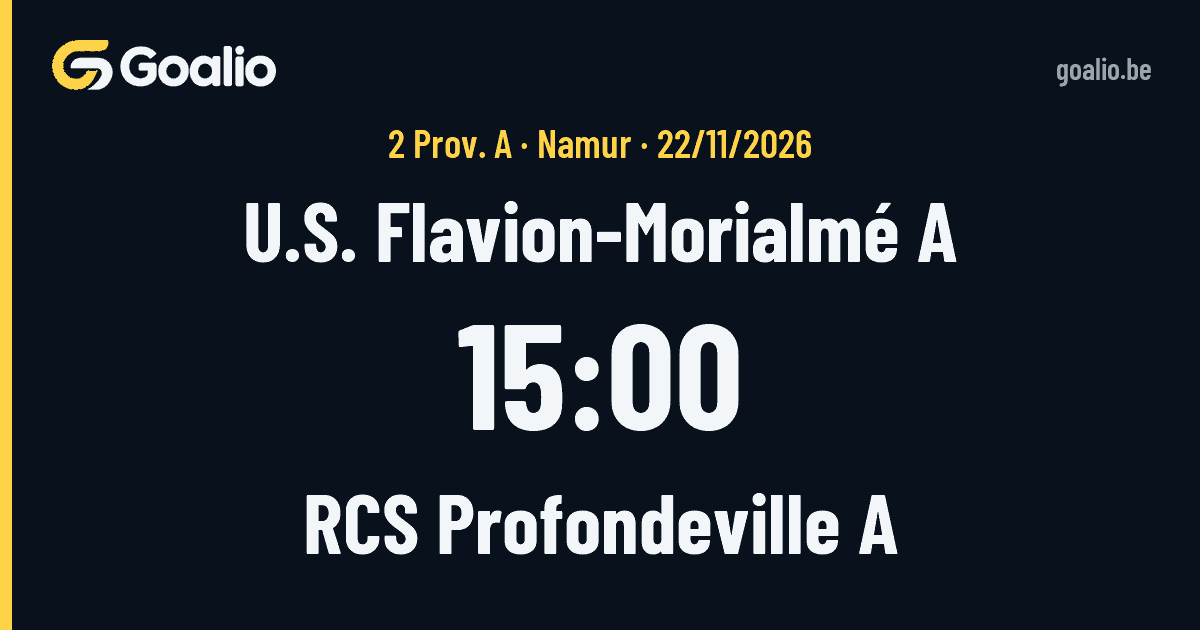 Goalio
goalio.be
2 Prov. A · Namur · 22/11/2026
U.S. Flavion-Morialmé A
15:00
RCS Profondeville A